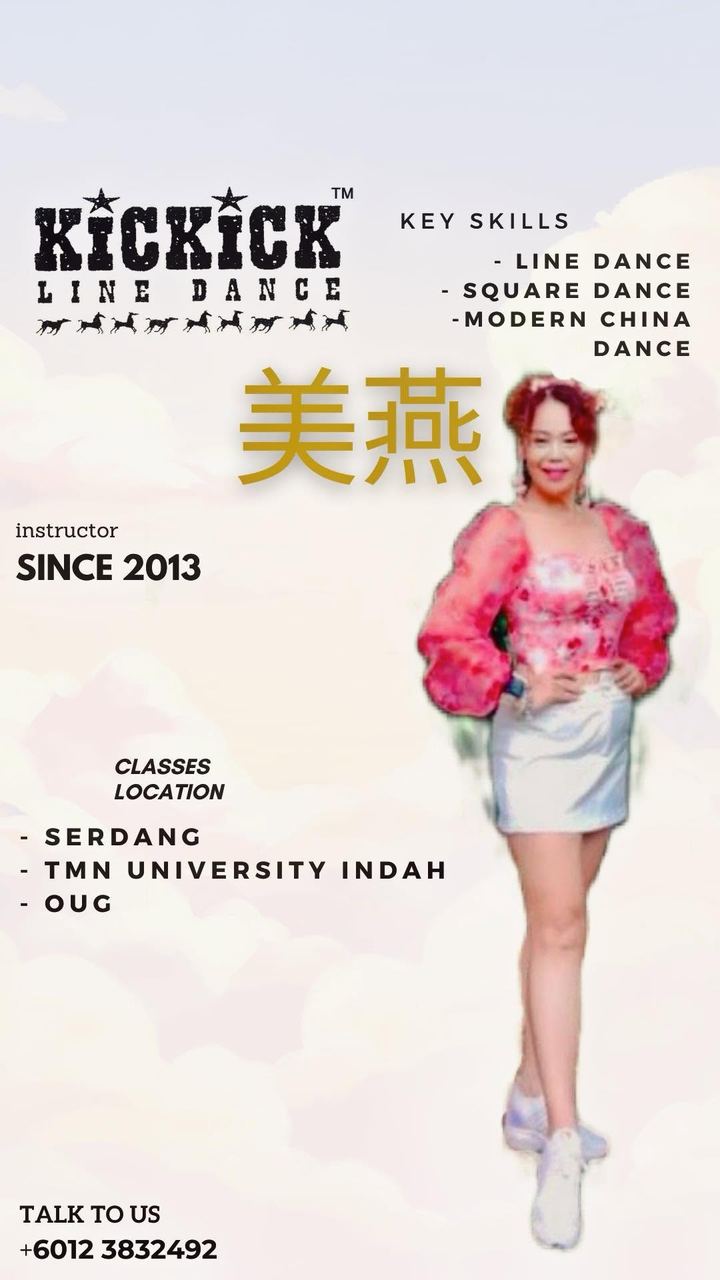 KiCKiCK™
LINE DANCE
KEY SKILLS
- LINE DANCE
- SQUARE DANCE
-MODERN CHINA
DANCE
美燕
instructor
SINCE 2013
CLASSES
LOCATION
- SERDANG
- TMN UNIVERSITY INDAH
- OUG
TALK TO US
+6012 3832492